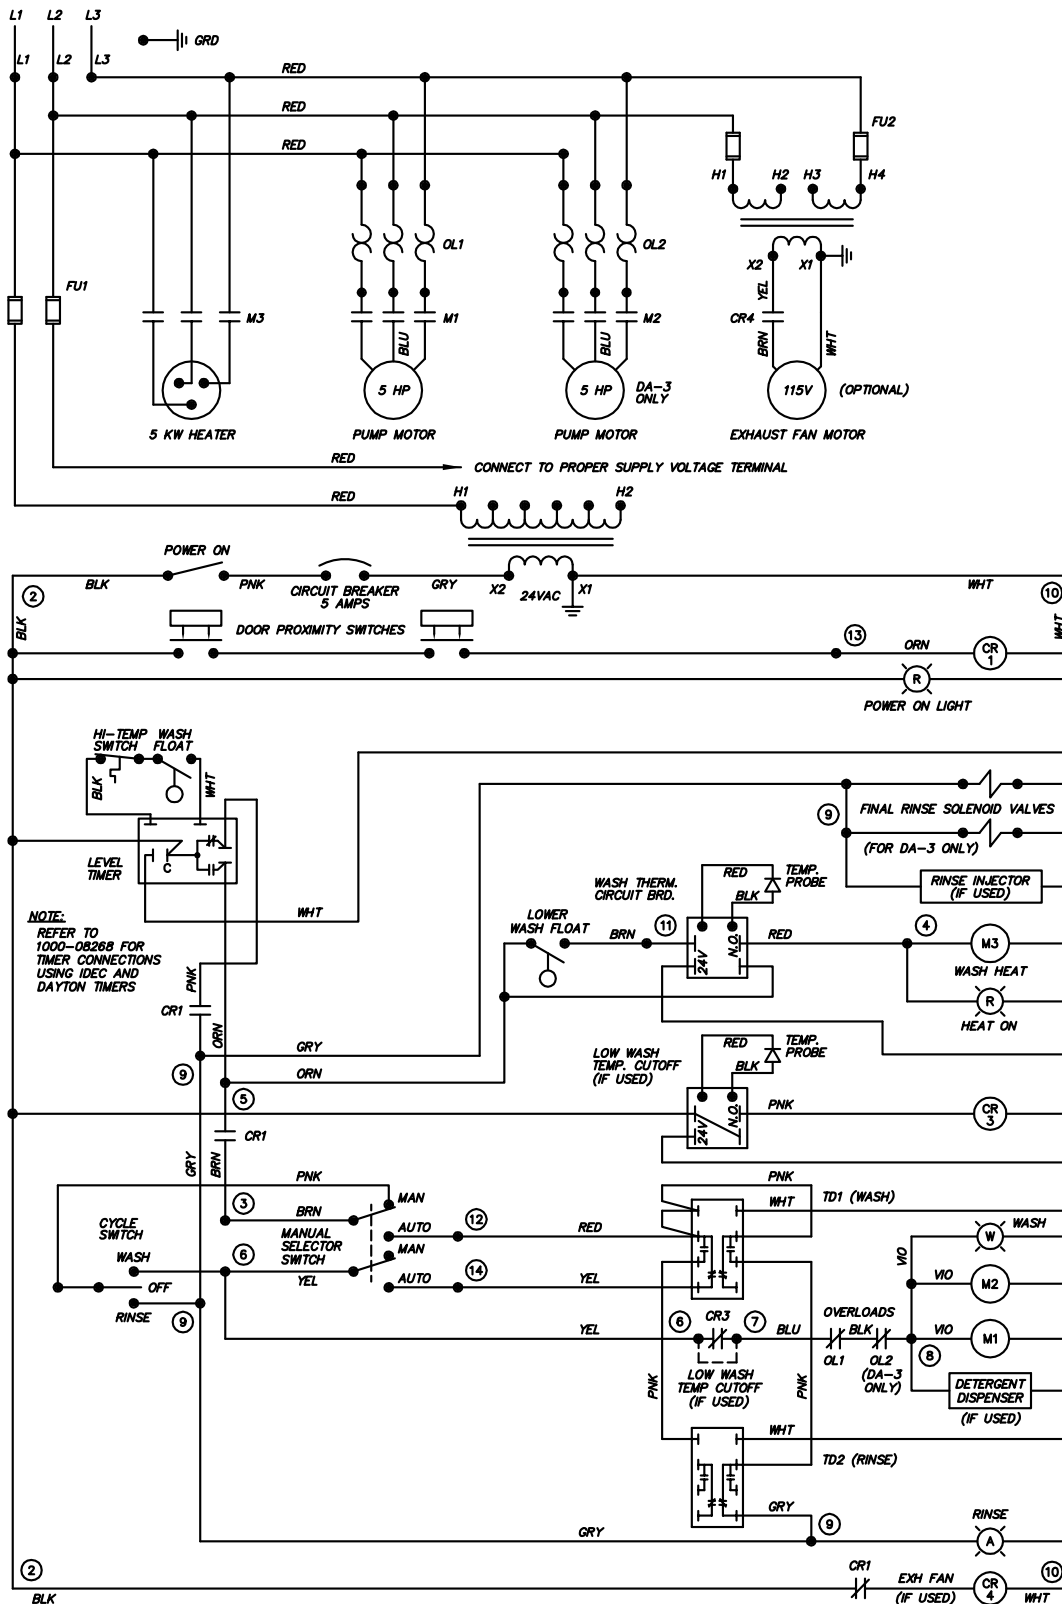 L1 L2 L3
GRD
L1 L2 L3
RED
RED
FU2
RED
H1 H2 H3 H4
OL1 OL2
X2 X1
FU1
YEL
M3 M1 M2 CR4
BLU BLU BRN WHT
5 HP 5 HP 115V (OPTIONAL)
DA-3
ONLY
5 KW HEATER PUMP MOTOR PUMP MOTOR EXHAUST FAN MOTOR
RED CONNECT TO PROPER SUPPLY VOLTAGE TERMINAL
RED H1 H2
POWER ON
BLK PNK CIRCUIT BREAKER
5 AMPS
GRY X2 24VAC X1 WHT
2 10
BLK WHT
DOOR PROXIMITY SWITCHES
13 ORN CR
1
R
POWER ON LIGHT
HI-TEMP
SWITCH
WASH
FLOAT
BLK WHT
FINAL RINSE SOLENOID VALVES
9
(FOR DA-3 ONLY)
LEVEL
TIMER
C
WASH THERM.
CIRCUIT BRD.
RED TEMP.
PROBE
BLK
RINSE INJECTOR
(IF USED)
WHT
NOTE:
REFER TO
1000-08268 FOR
TIMER CONNECTIONS
USING IDEC AND
DAYTON TIMERS
LOWER
WASH FLOAT
BRN 11 RED 4 M3
24V N.O.
WASH HEAT
PNK
R
HEAT ON
CR1
ORN
GRY
RED TEMP.
PROBE
LOW WASH
TEMP. CUTOFF
(IF USED)
BLK
9
ORN
5
24V N.O.
PNK CR
3
CR1
GRY BRN
PNK PNK
3 MAN WHT TD1 (WASH)
BRN
CYCLE
SWITCH
MANUAL
SELECTOR
SWITCH
AUTO 12 RED W WASH
MAN
WASH 6
YEL
VIO
OFF AUTO 14 YEL VIO M2
RINSE 9
OVERLOADS
YEL 6 CR3 7 BLU BLK VIO M1
OL1 OL2
(DA-3
ONLY)
8
LOW WASH
TEMP CUTOFF
(IF USED)
PNK PNK
DETERGENT
DISPENSER
(IF USED)
WHT
TD2 (RINSE)
GRY
RINSE
GRY 9 A
2 10
CR1 EXH FAN
(IF USED)
CR
4
BLK WHT